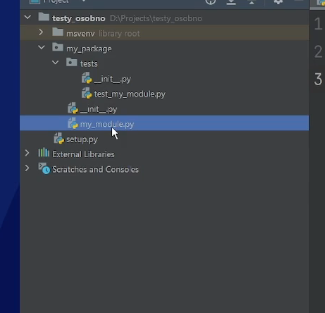 Project
testy_osobno D:\Projects\testy_osobno
msvenv library root
my_package
tests
__init__.py
test_my_module.py
__init__.py
my_module.py
setup.py
External Libraries
Scratches and Consoles
1
2
3